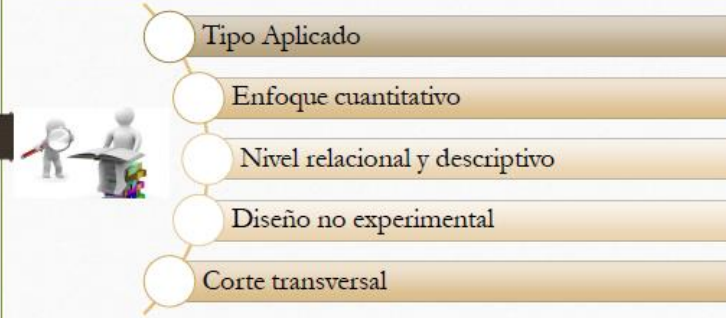 Tipo Aplicado
Enfoque cuantitativo
Nivel relacional y descriptivo
Diseño no experimental
Corte transversal